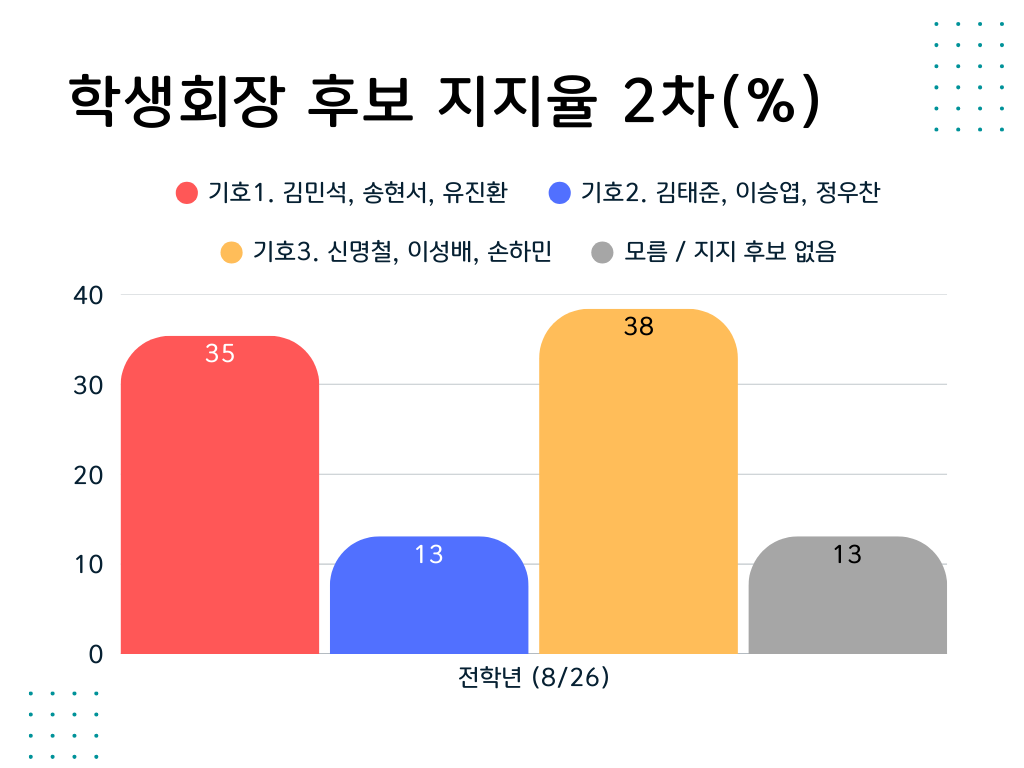 학생회장 후보 지지율 2차(%)
기호1. 김민석, 송현서, 유진환
기호2. 김태준, 이승엽, 정우찬
기호3. 신명철, 이성배, 손하민
모름 / 지지 후보 없음
40
30
20
10
0
35
13
38
13
전학년 (8/26)